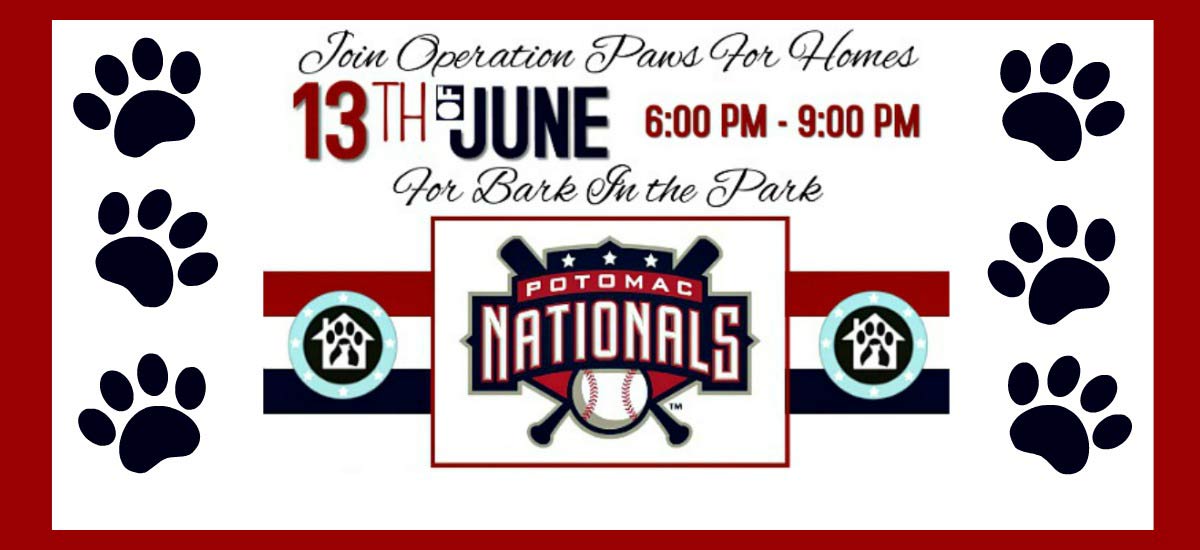 Join Operation Paws For Homes
13TH OF JUNE 6:00 PM - 9:00 PM
For Bark In the Park
POTOMAC
NATIONALS
TM